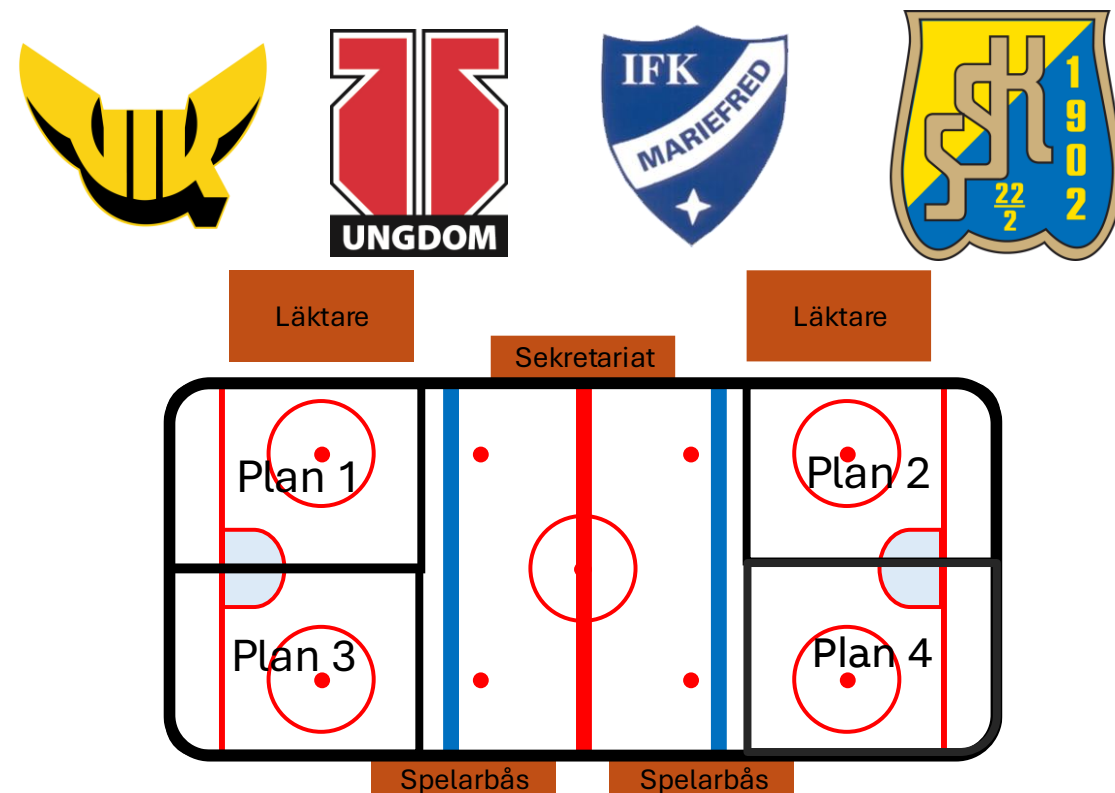 VIK
UNGDOM
IFK
MARIEFRED
SSK
1902
22
2
Läktare
Läktare
Sekretariat
Plan 1
Plan 2
Plan 3
Plan 4
Spelarbås
Spelarbås